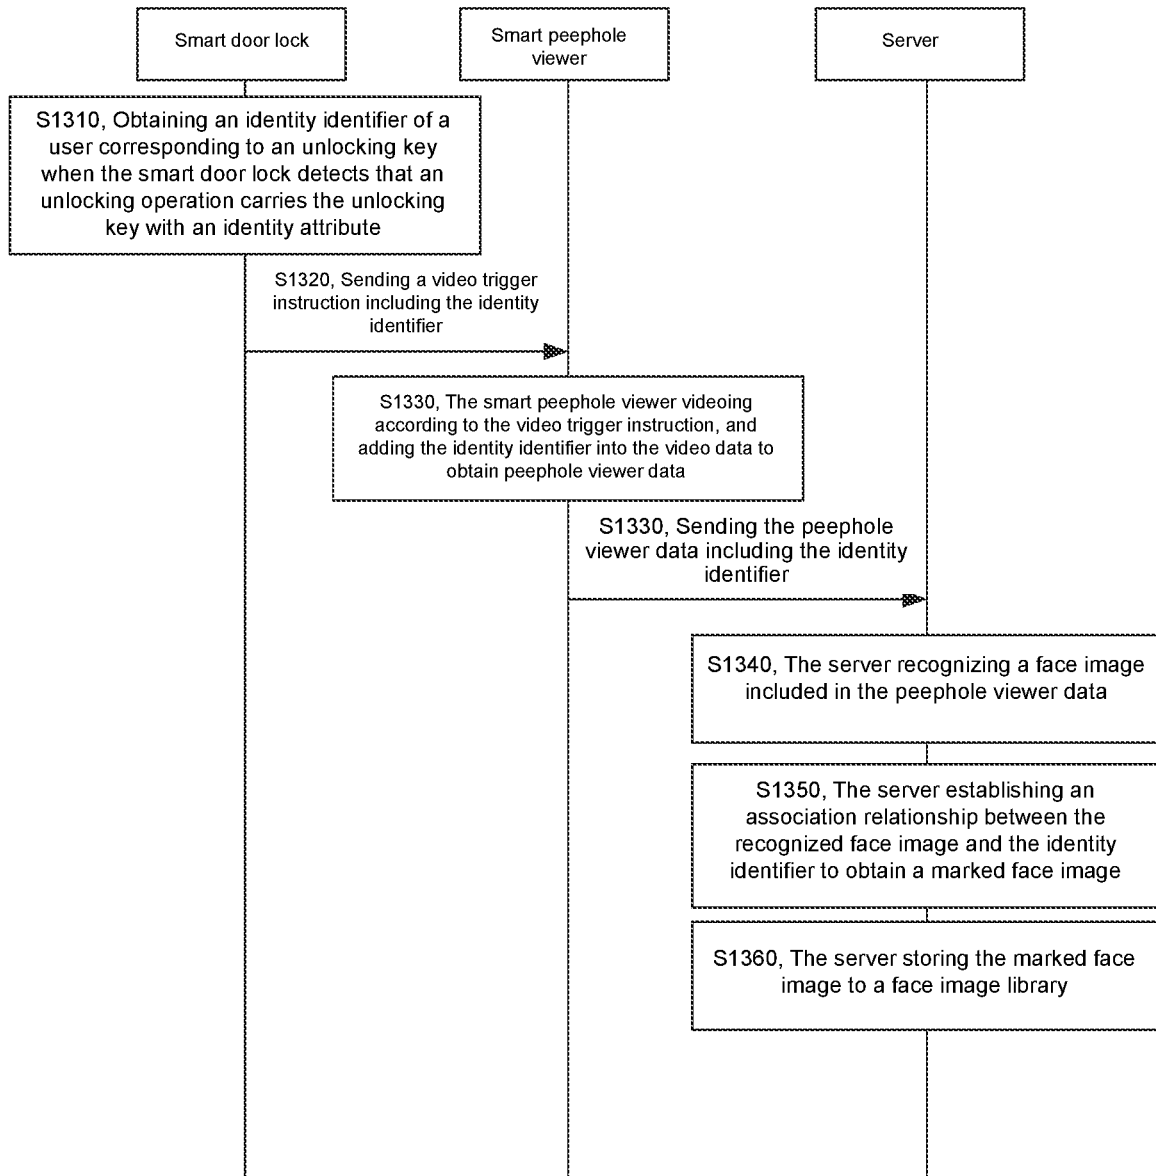 Smart door lock
Smart peephole
viewer
Server
S1310, Obtaining an identity identifier of a
user corresponding to an unlocking key
when the smart door lock detects that an
unlocking operation carries the unlocking
key with an identity attribute
S1320, Sending a video trigger
instruction including the identity
identifier
S1330, The smart peephole viewer videoing
according to the video trigger instruction, and
adding the identity identifier into the video data to
obtain peephole viewer data
S1330, Sending the peephole
viewer data including the identity
identifier
S1340, The server recognizing a face image
included in the peephole viewer data
S1350, The server establishing an
association relationship between the
recognized face image and the identity
identifier to obtain a marked face image
S1360, The server storing the marked face
image to a face image library